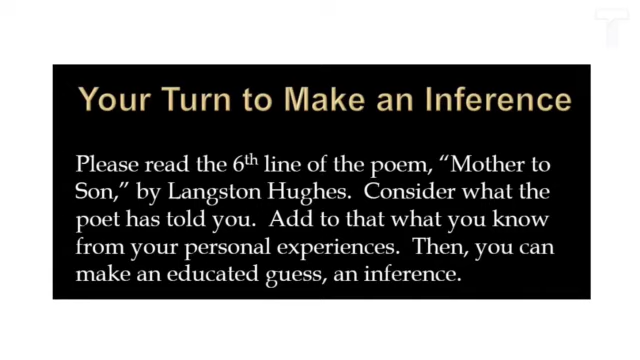 Your Turn to Make an Inference
Please read the 6th line of the poem, “Mother to
Son,” by Langston Hughes. Consider what the
poet has told you. Add to that what you know
from your personal experiences. Then, you can
make an educated guess, an inference.